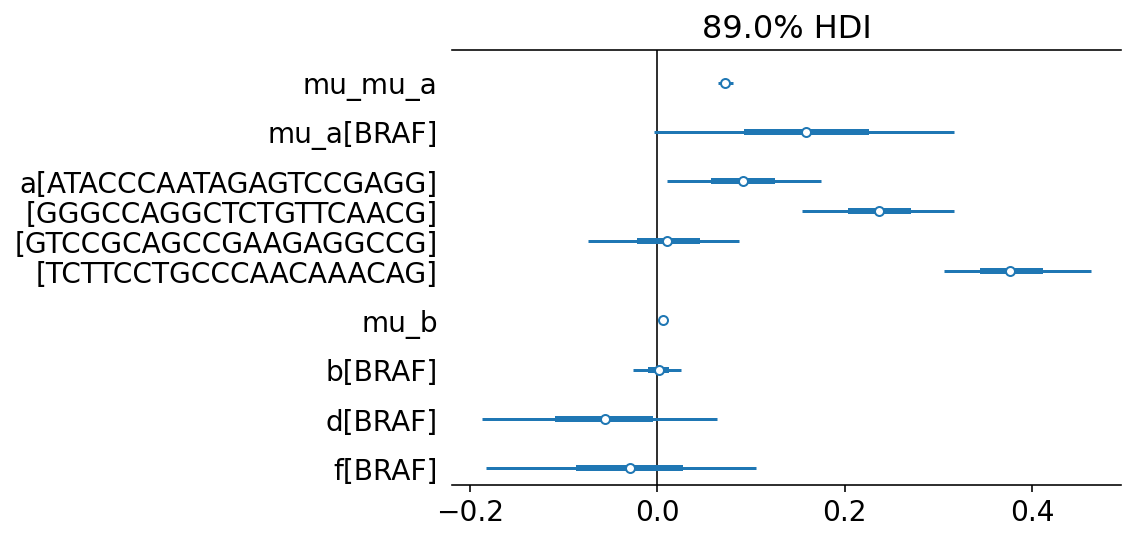 89.0% HDI
mu_mu_a
mu_a[BRAF]
a[ATACCCAATAGAGTCCGAGG]
[GGGCCAGGCTCTGTTCAACG]
[GTCCGCAGCCGAAGAGGCCG]
[TCTTCCTGCCCAACAAACAG]
mu_b
b[BRAF]
d[BRAF]
f[BRAF]
−0.2 0.0 0.2 0.4